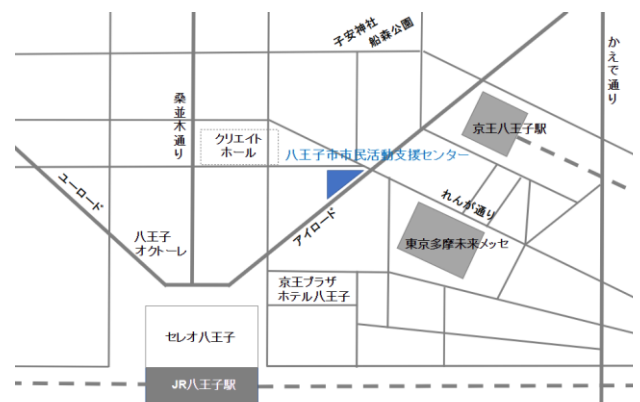 子安神社
船森公園
かえで通り
桑並木通り
京王八王子駅
クリエイト
ホール
八王子市市民活動支援センター
ユーロード
れんが通り
アイロード
八王子
オクトーレ
東京多摩未来メッセ
京王プラザ
ホテル八王子
セレオ八王子
JR八王子駅